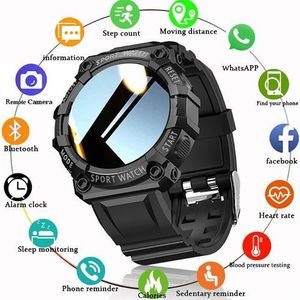 Step count
Moving distance
information
WhatsAPP
Remote Camera
Find your phone
Bluetooth
facebook
Alarm clock
Heart rate
Sleep monitoring
Blood pressure testing
Phone reminder
Calories
Sedentary reminder
SPORT WATCH
RESET
MODE
START
SPORT WATCH